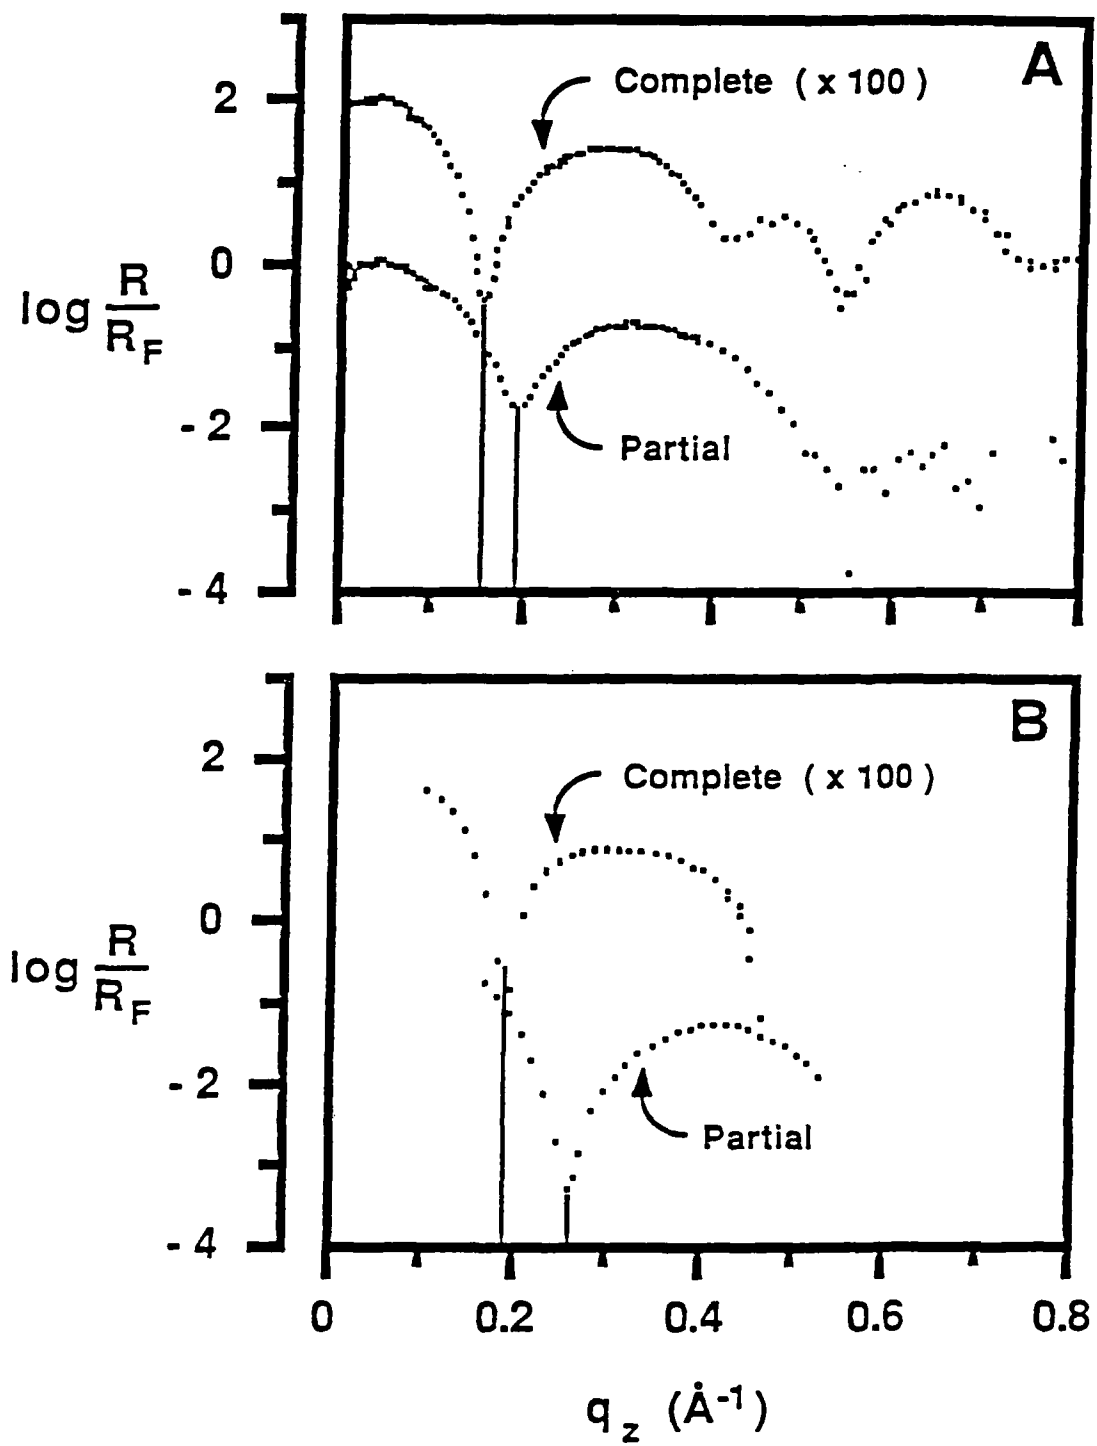 A
Complete ( x 100 )
2
0
log R/R_F
- 2
Partial
- 4
B
2
Complete ( x 100 )
0
log R/R_F
- 2
Partial
- 4
0 0.2 0.4 0.6 0.8
q_z (Å⁻¹)